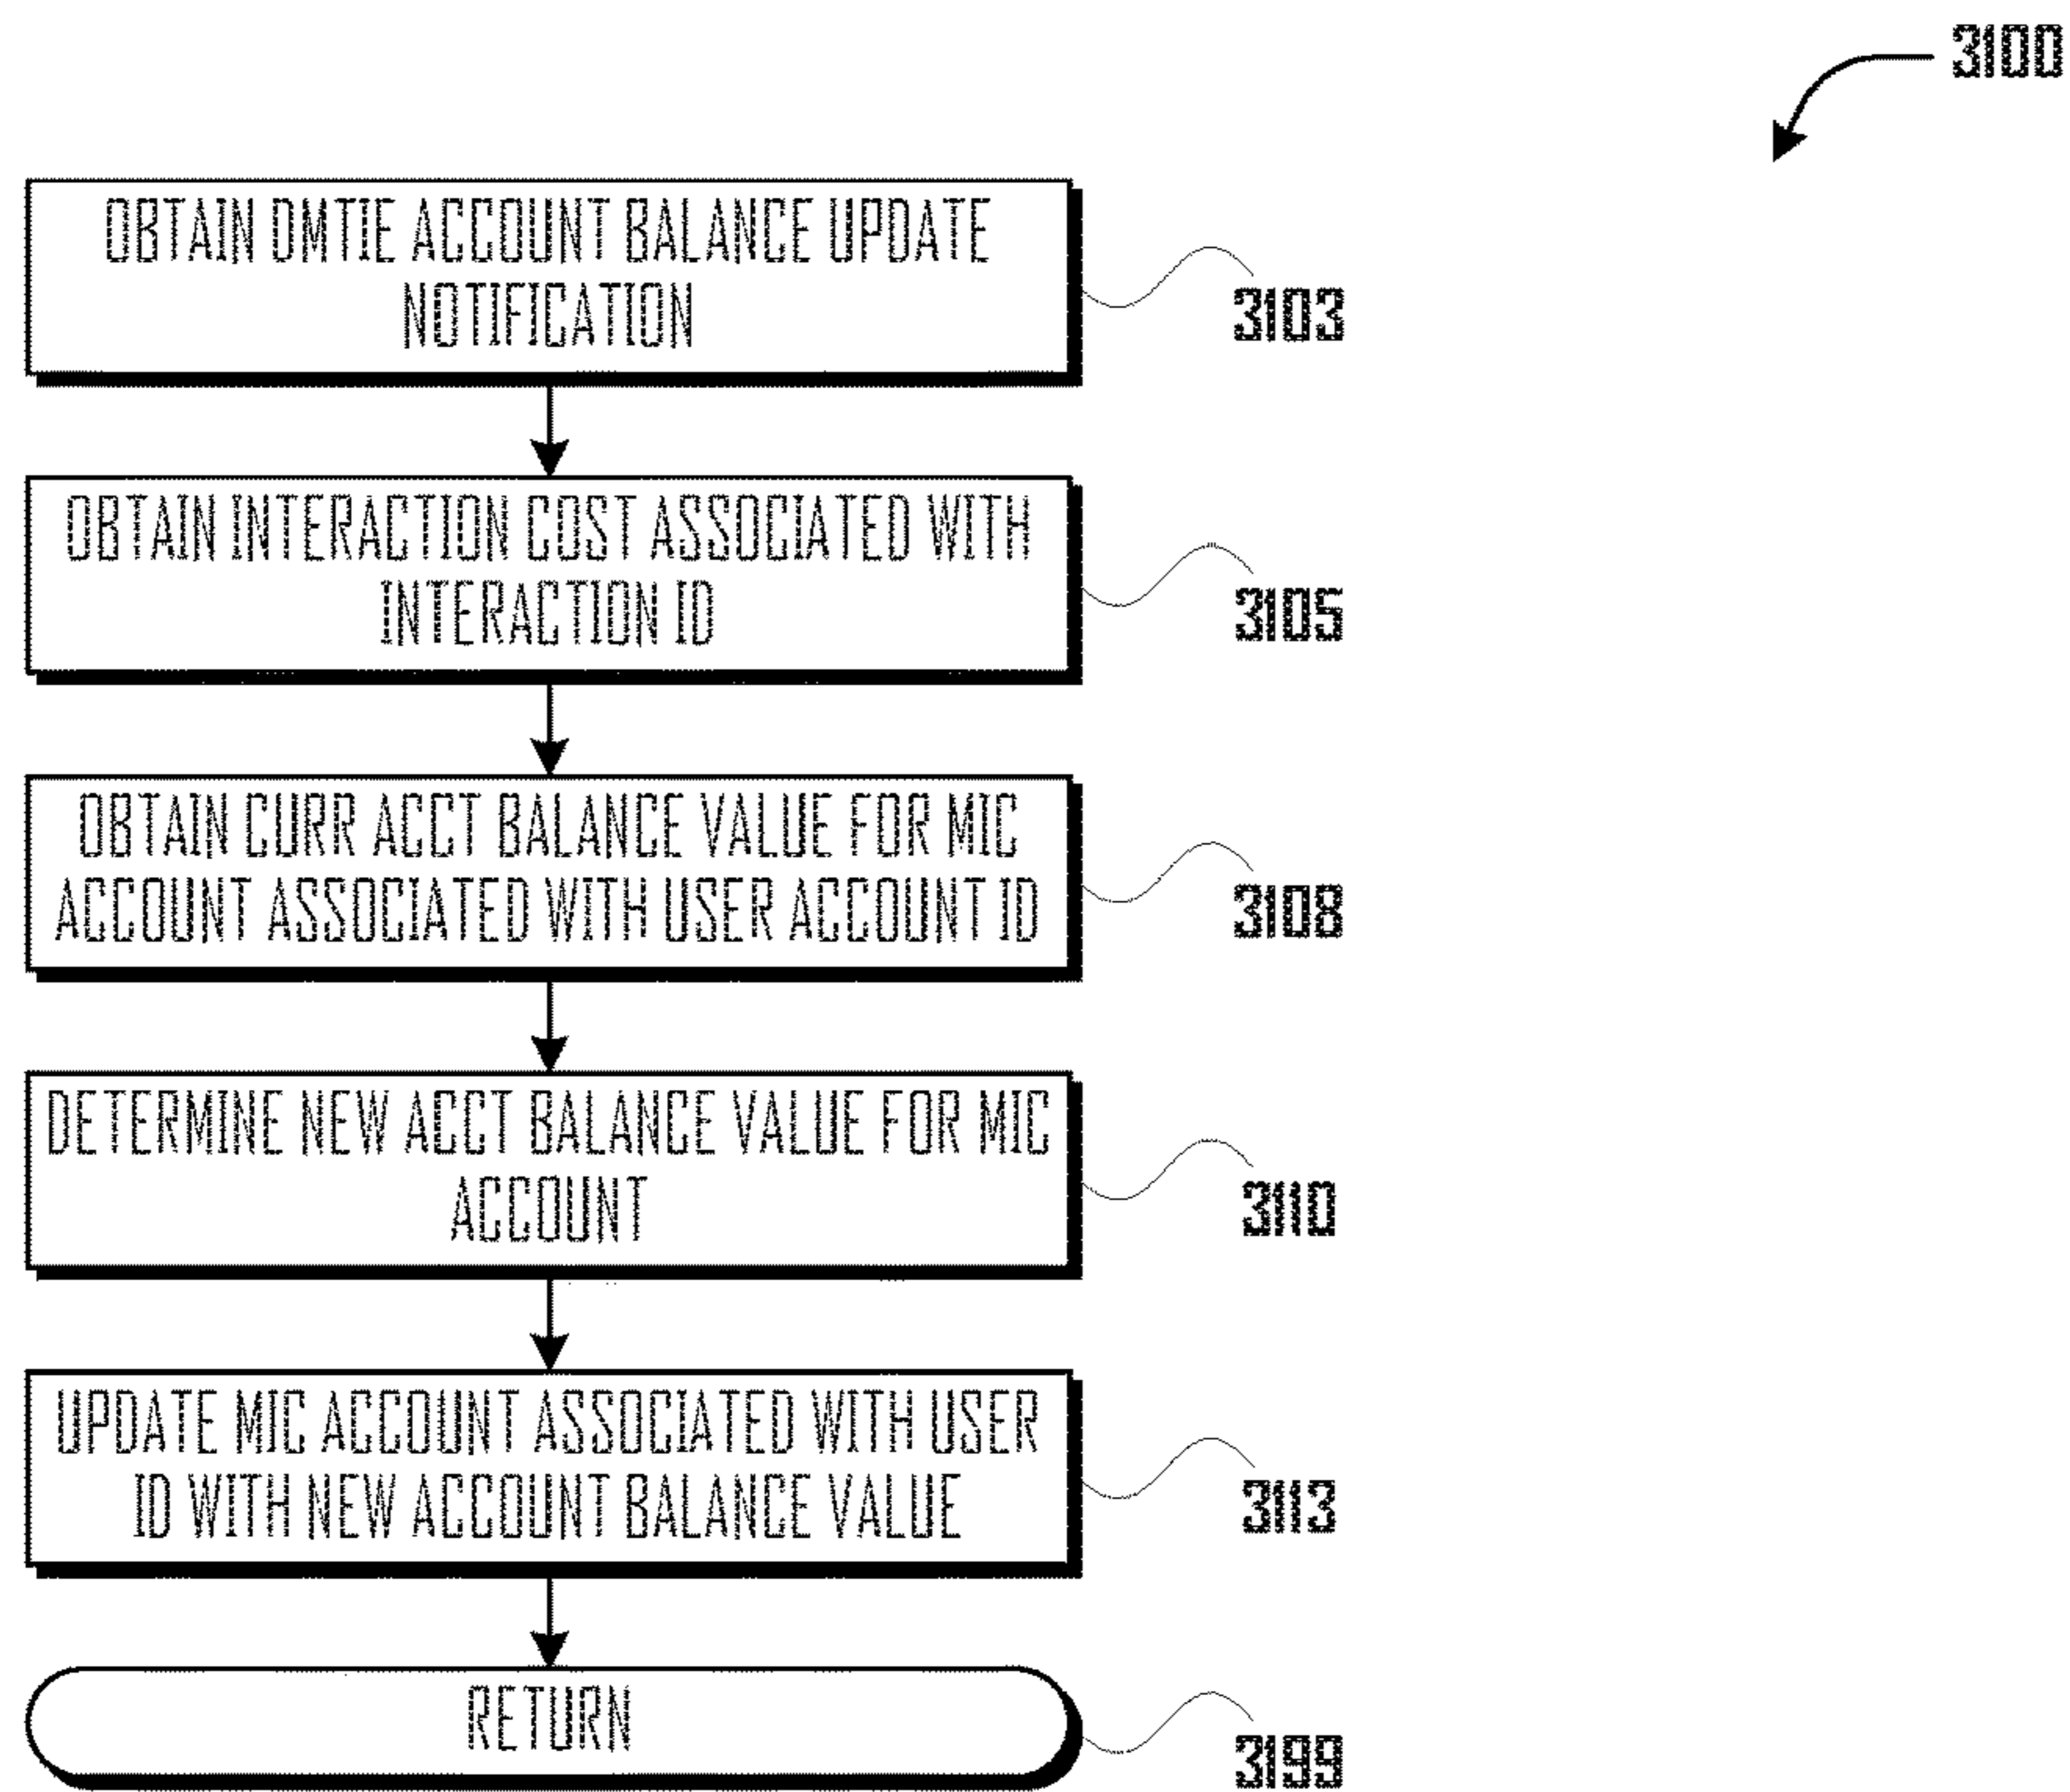 3100
OBTAIN DMTIE ACCOUNT BALANCE UPDATE
NOTIFICATION
3103
OBTAIN INTERACTION COST ASSOCIATED WITH
INTERACTION ID
3105
OBTAIN CURR ACCT BALANCE VALUE FOR MIC
ACCOUNT ASSOCIATED WITH USER ACCOUNT ID
3108
DETERMINE NEW ACCT BALANCE VALUE FOR MIC
ACCOUNT
3110
UPDATE MIC ACCOUNT ASSOCIATED WITH USER
ID WITH NEW ACCOUNT BALANCE VALUE
3113
RETURN
3199